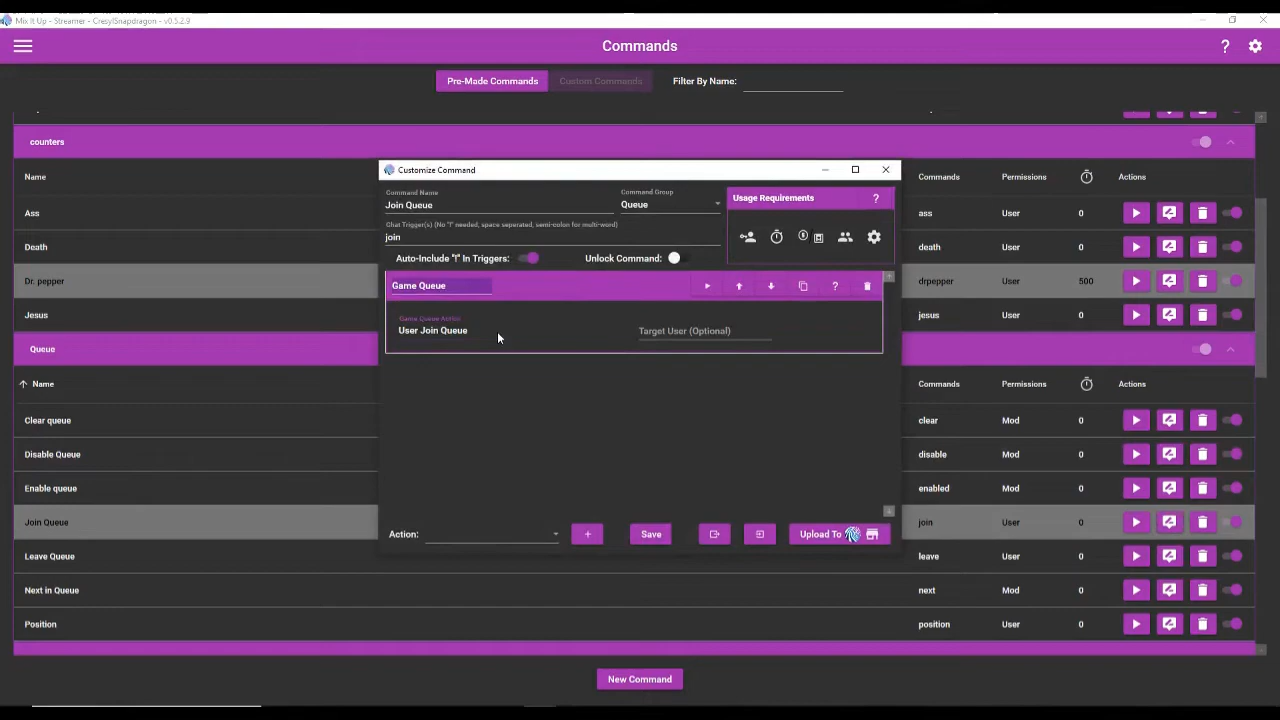 Mix It Up - Streamer - CresylSnapdragon - v0.5.2.9
Commands
?
Pre-Made Commands
Custom Commands
Filter By Name:
counters
Name
Commands
Permissions
Actions
Ass
ass
User
0
Death
death
User
0
Dr. pepper
drpepper
User
500
Jesus
jesus
User
0
Queue
Name
Commands
Permissions
Actions
Clear queue
clear
Mod
0
Disable Queue
disable
Mod
0
Enable queue
enabled
Mod
0
Join Queue
join
User
0
Leave Queue
leave
User
0
Next in Queue
next
Mod
0
Position
position
User
0
New Command
Customize Command
Command Name
Join Queue
Command Group
Queue
Usage Requirements
?
Chat Trigger(s) (No "!" needed, space seperated, semi-colon for multi-word)
join
Auto-Include "!" In Triggers:
Unlock Command:
Game Queue
?
Game Queue Action
User Join Queue
Target User (Optional)
Action:
+
Save
Upload To